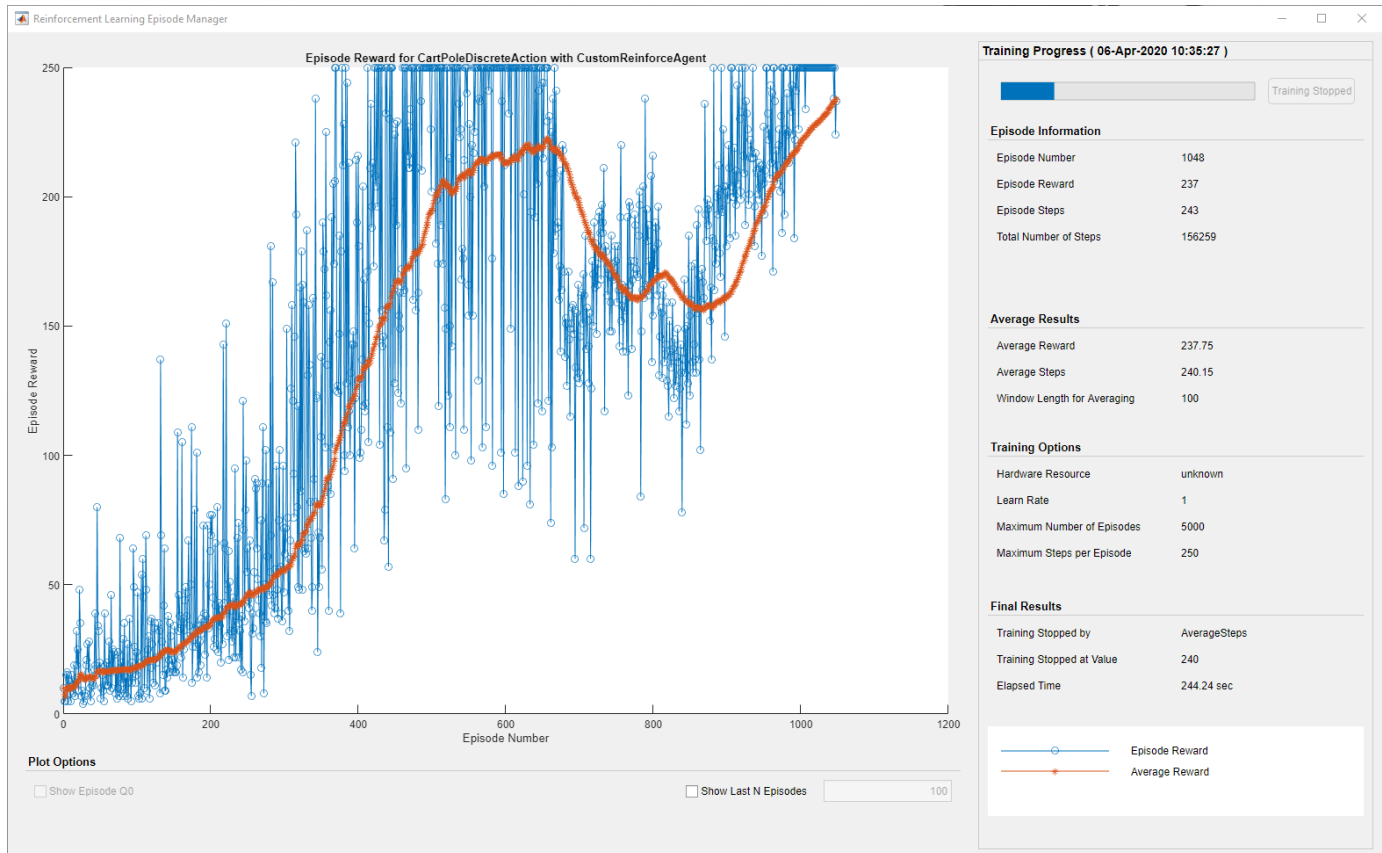 Reinforcement Learning Episode Manager
Episode Reward for CartPoleDiscreteAction with CustomReinforceAgent
250
200
150
100
50
0
Episode Reward
0 200 400 600 800 1000 1200
Episode Number
Plot Options
Show Episode Q0
Show Last N Episodes 100
Training Progress ( 06-Apr-2020 10:35:27 )
Training Stopped
Episode Information
Episode Number 1048
Episode Reward 237
Episode Steps 243
Total Number of Steps 156259
Average Results
Average Reward 237.75
Average Steps 240.15
Window Length for Averaging 100
Training Options
Hardware Resource unknown
Learn Rate 1
Maximum Number of Episodes 5000
Maximum Steps per Episode 250
Final Results
Training Stopped by AverageSteps
Training Stopped at Value 240
Elapsed Time 244.24 sec
Episode Reward
Average Reward